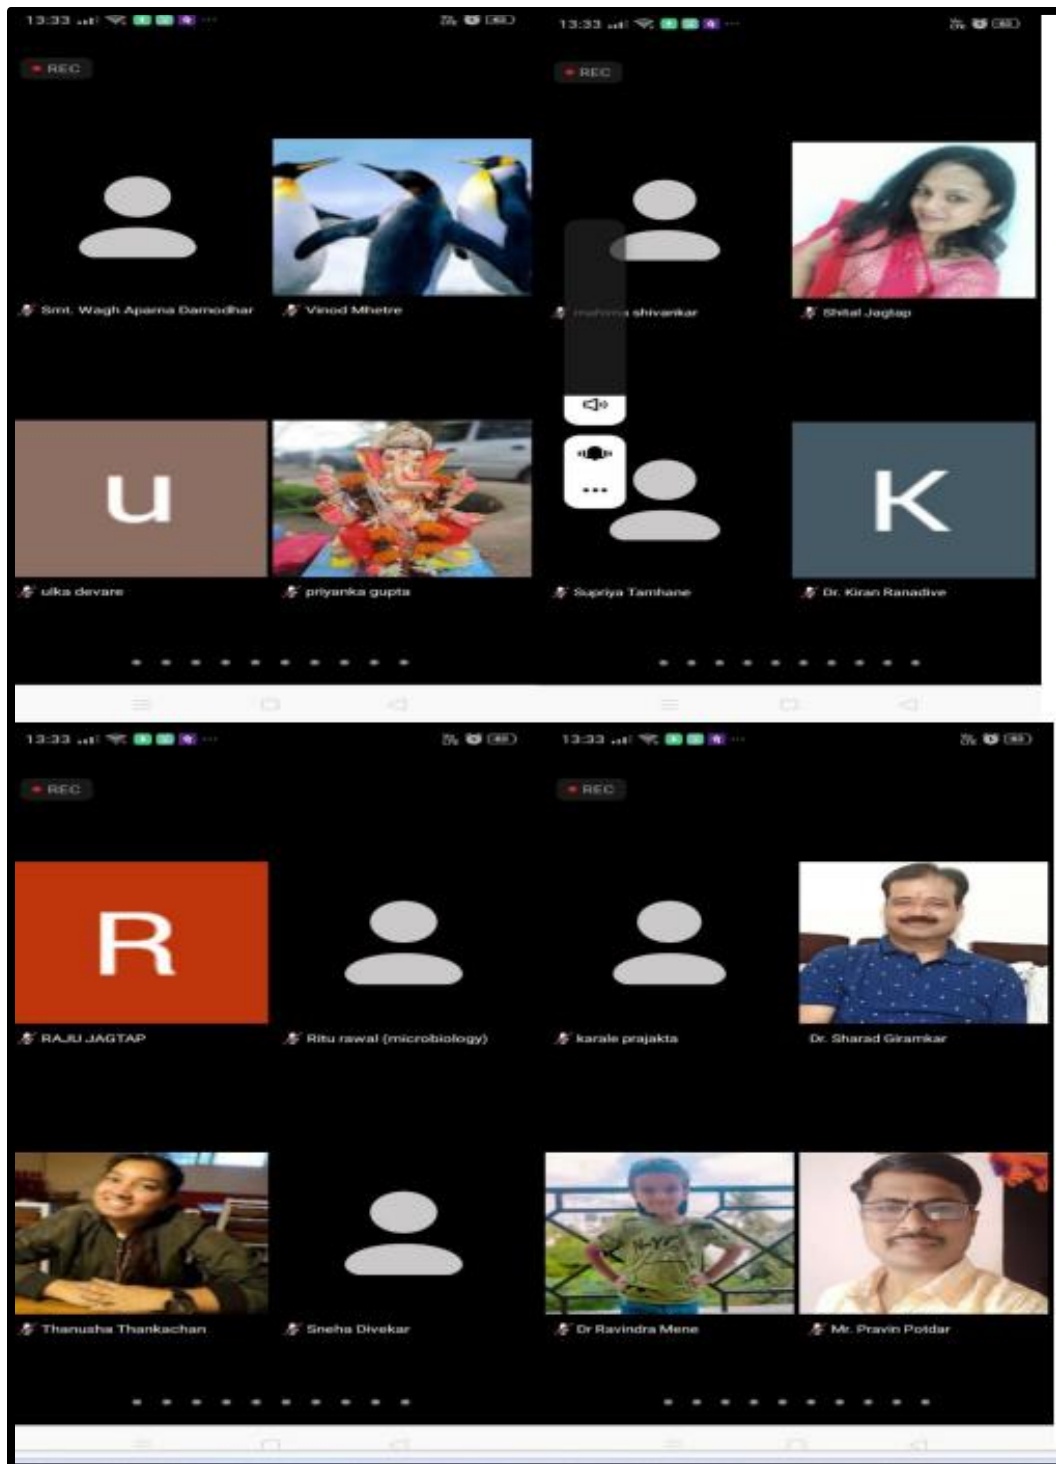 13:33
13:33
REC
REC
Smt. Wagh Aparna Damodhar
Vinod Mhetre
shivankar
Shital Jagtap
u
K
ulka devare
priyanka gupta
Supriya Tamhane
Dr. Kiran Ranadive
13:33
13:33
REC
REC
R
RAJU JAGTAP
Ritu rawal (microbiology)
karale prajakta
Dr. Sharad Giramkar
Thanusha Thankachan
Sneha Divekar
Dr Ravindra Mene
Mr. Pravin Potdar